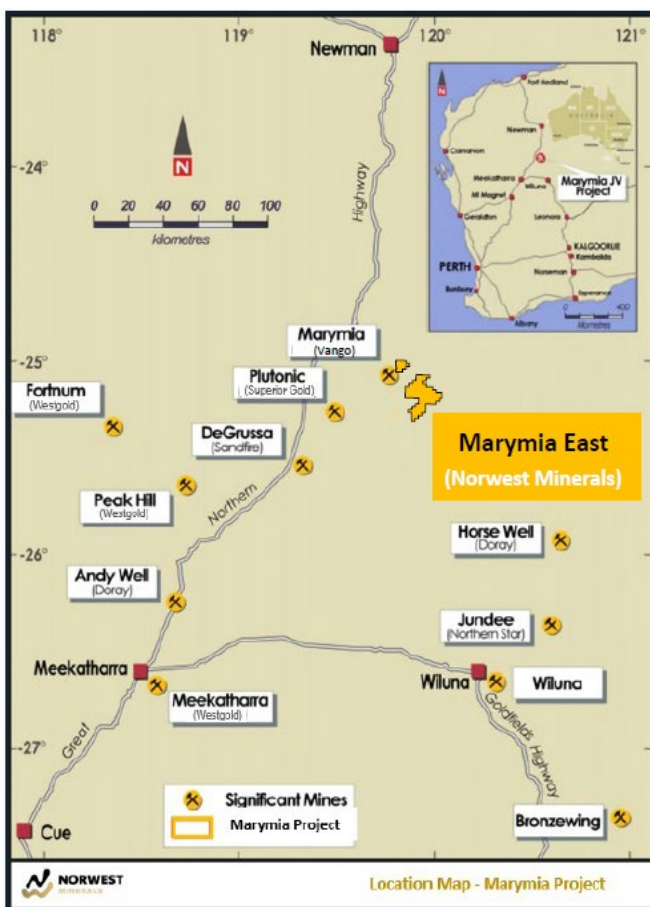 118°
119°
120°
121°
Newman
-24°
N
0 20 40 60 80 100
kilometres
Highway
N
Port Hedland
AUSTRALIA
Newman
Carnarvon
Meekatharra
Wiluna
Marymia JV
Project
Mt Magnet
Geraldton
Leonora
KALGOORLIE
Kambalda
PERTH
Norseman
Bunbury
Esperance
Albany
0 400
kilometres
-25°
Marymia
(Vango)
Plutonic
(Superior Gold)
Fortnum
(Westgold)
DeGrussa
(Sandfire)
Marymia East
(Norwest Minerals)
Peak Hill
(Westgold)
Northern
Horse Well
(Doray)
-26°
Andy Well
(Doray)
Jundee
(Northern Star)
Meekatharra
Wiluna
Wiluna
Meekatharra
(Westgold)
Goldfields Highway
Great
-27°
Significant Mines
Marymia Project
Bronzewing
Cue
NORWEST
MINERALS
Location Map - Marymia Project